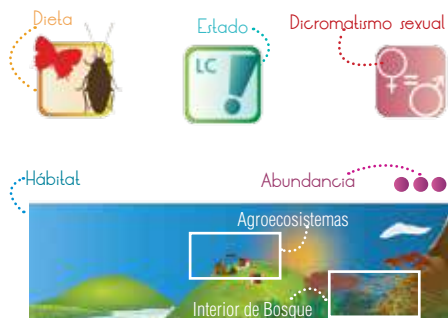 Dieta
Estado
Dicromatismo sexual
LC
Hábitat
Abundancia
Agroecosistemas
Interior de Bosque